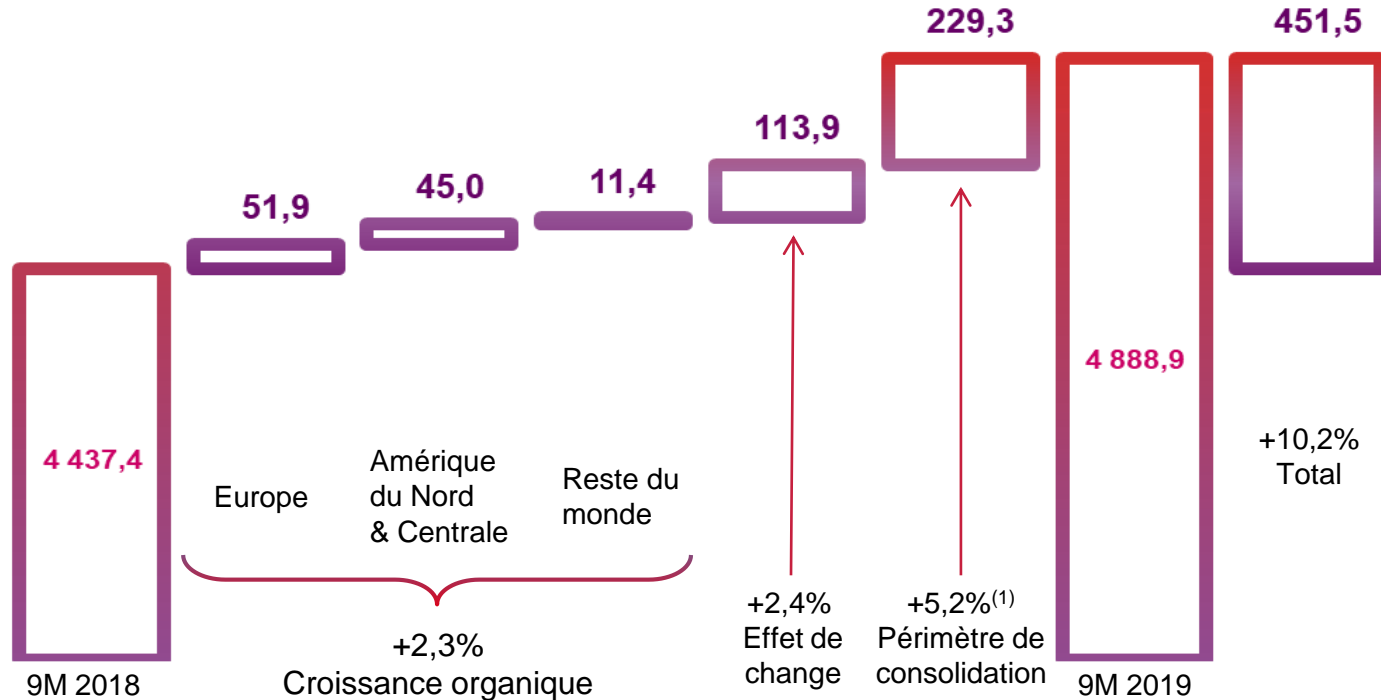 229,3
451,5
113,9
45,0
11,4
51,9
4 888,9
4 437,4
+10,2%
Total
Europe
Amérique
du Nord
& Centrale
Reste du
monde
+2,3%
Croissance organique
+2,4%
Effet de
change
+5,2%(1)
Périmètre de
consolidation
9M 2018
9M 2019